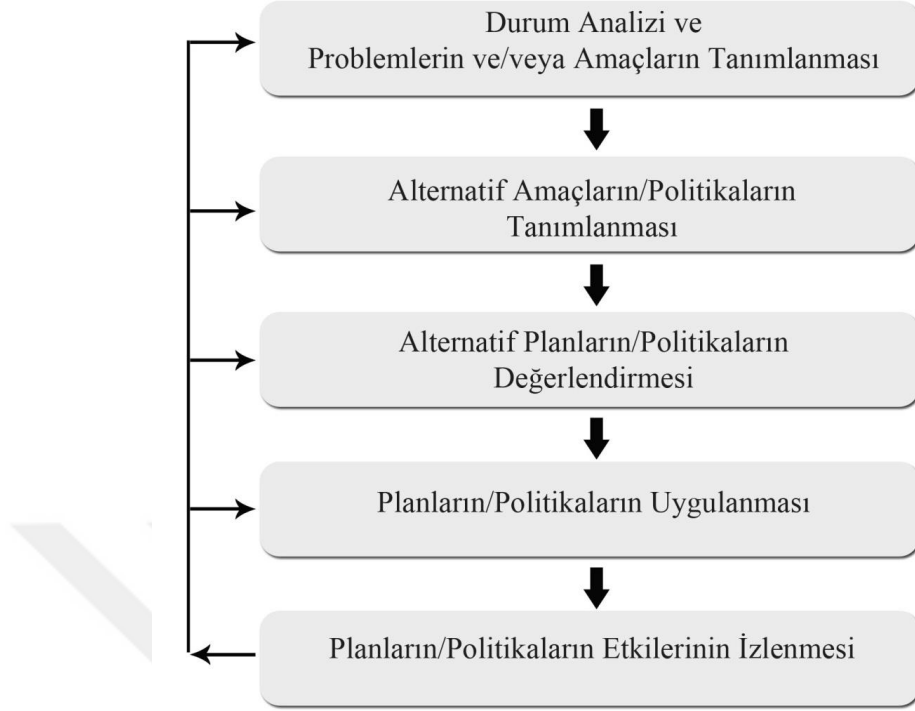 Durum Analizi ve
Problemlerin ve/veya Amaçların Tanımlanması
Alternatif Amaçların/Politikaların
Tanımlanması
Alternatif Planların/Politikaların
Değerlendirmesi
Planların/Politikaların Uygulanması
Planların/Politikaların Etkilerinin İzlenmesi